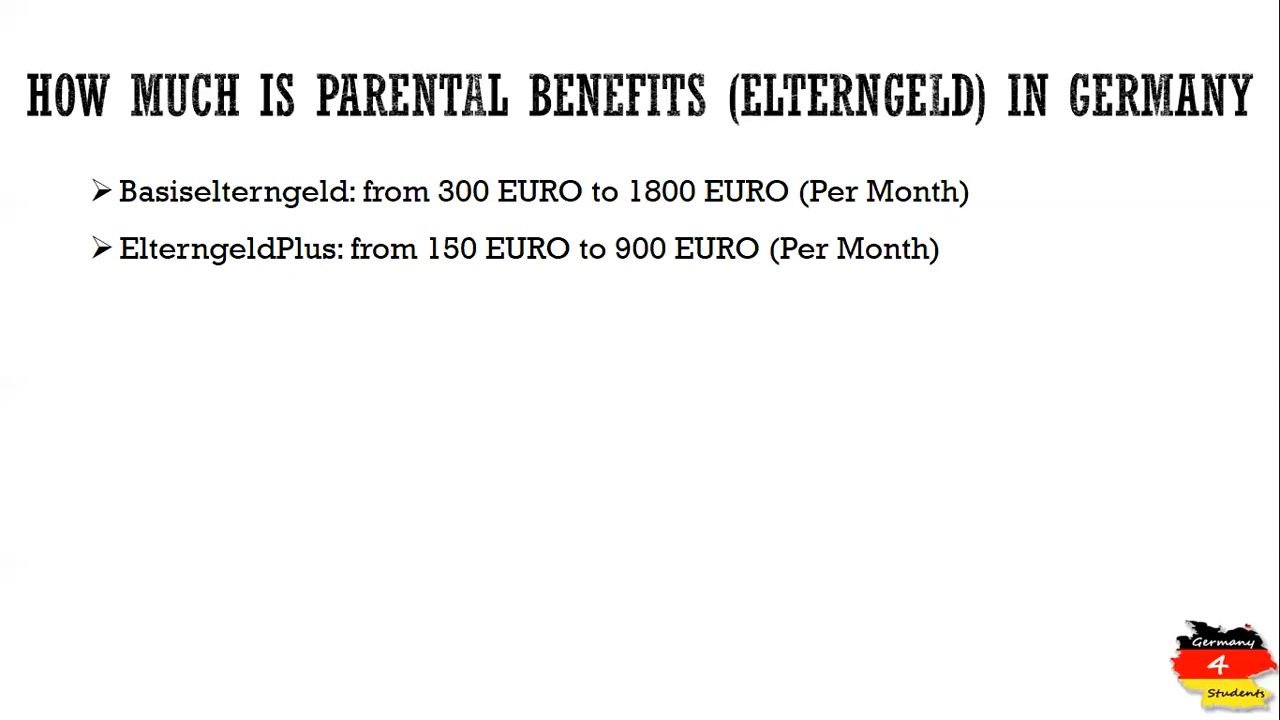 HOW MUCH IS PARENTAL BENEFITS (ELTERNGELD) IN GERMANY
➢ Basiselterngeld: from 300 EURO to 1800 EURO (Per Month)
➢ ElterngeldPlus: from 150 EURO to 900 EURO (Per Month)
Germany
4
Students